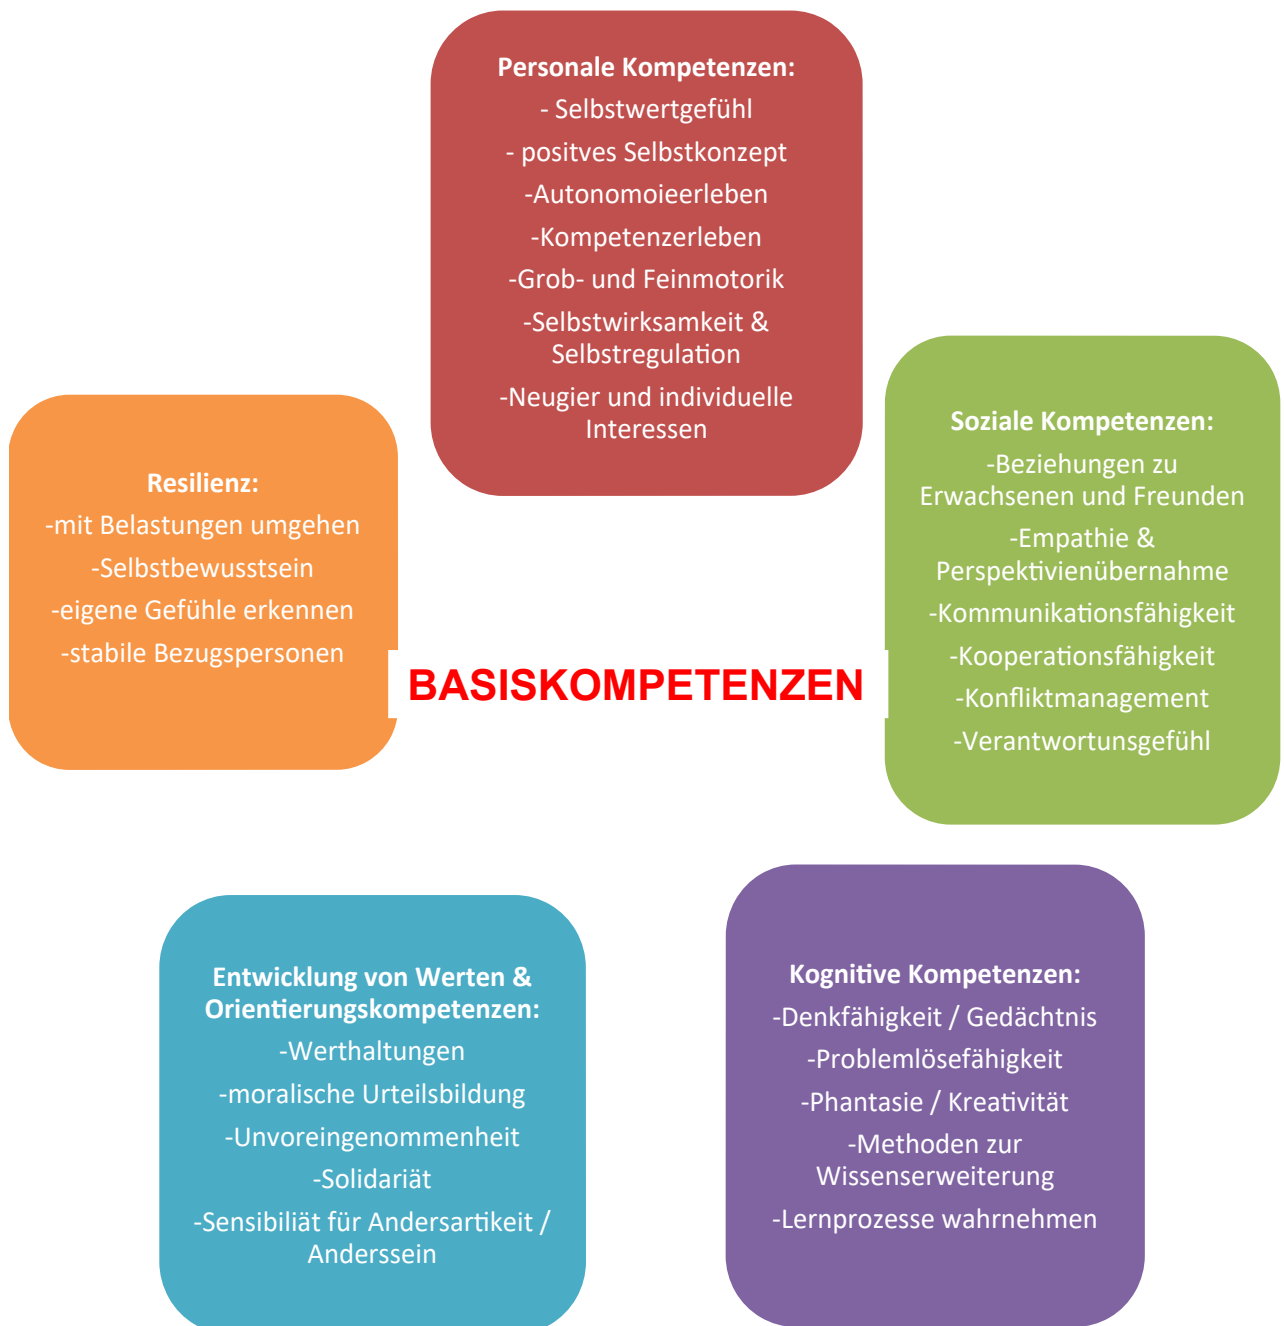 Personale Kompetenzen:
- Selbstwertgefühl
- positves Selbstkonzept
-Autonomoieerleben
-Kompetenzerleben
-Grob- und Feinmotorik
-Selbstwirksamkeit &
Selbstregulation
-Neugier und individuelle
Interessen
Soziale Kompetenzen:
-Beziehungen zu
Erwachsenen und Freunden
-Empathie &
Perspektivienübernahme
-Kommunikationsfähigkeit
-Kooperationsfähigkeit
-Konfliktmanagement
-Verantwortunsgefühl
Resilienz:
-mit Belastungen umgehen
-Selbstbewusstsein
-eigene Gefühle erkennen
-stabile Bezugspersonen
BASISKOMPETENZEN
Entwicklung von Werten &
Orientierungskompetenzen:
-Werthaltungen
-moralische Urteilsbildung
-Unvoreingenommenheit
-Solidariät
-Sensibiliät für Andersartikeit /
Anderssein
Kognitive Kompetenzen:
-Denkfähigkeit / Gedächtnis
-Problemlösefähigkeit
-Phantasie / Kreativität
-Methoden zur
Wissenserweiterung
-Lernprozesse wahrnehmen